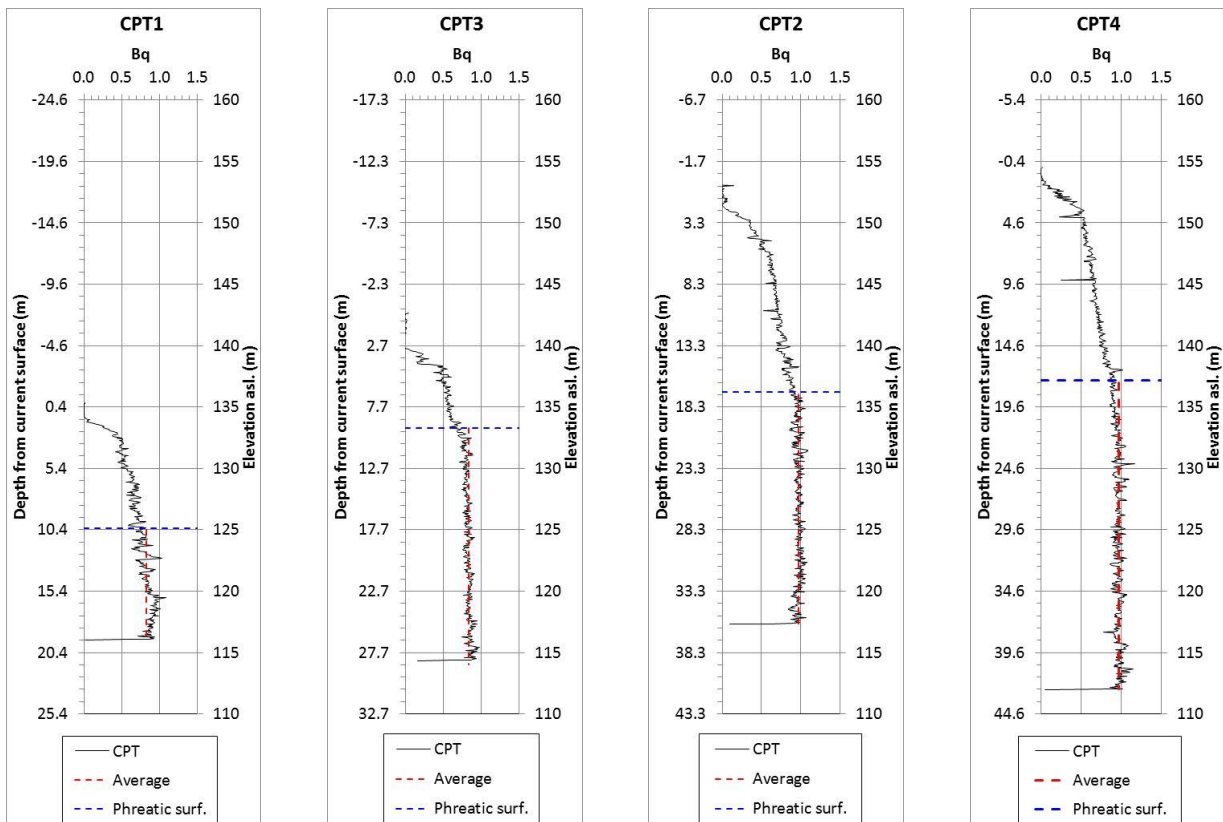 CPT1
Bq
0.0 0.5 1.0 1.5
-24.6 160
-19.6 155
-14.6 150
-9.6 145
-4.6 140
0.4 135
5.4 130
10.4 125
15.4 120
20.4 115
25.4 110
Depth from current surface (m)
Elevation asl. (m)
CPT
Average
Phreatic surf.
CPT3
Bq
0.0 0.5 1.0 1.5
-17.3 160
-12.3 155
-7.3 150
-2.3 145
2.7 140
7.7 135
12.7 130
17.7 125
22.7 120
27.7 115
32.7 110
Depth from current surface (m)
Elevation asl. (m)
CPT
Average
Phreatic surf.
CPT2
Bq
0.0 0.5 1.0 1.5
-6.7 160
-1.7 155
3.3 150
8.3 145
13.3 140
18.3 135
23.3 130
28.3 125
33.3 120
38.3 115
43.3 110
Depth from current surface (m)
Elevation asl. (m)
CPT
Average
Phreatic surf.
CPT4
Bq
0.0 0.5 1.0 1.5
-5.4 160
-0.4 155
4.6 150
9.6 145
14.6 140
19.6 135
24.6 130
29.6 125
34.6 120
39.6 115
44.6 110
Depth from current surface (m)
Elevation asl. (m)
CPT
Average
Phreatic surf.